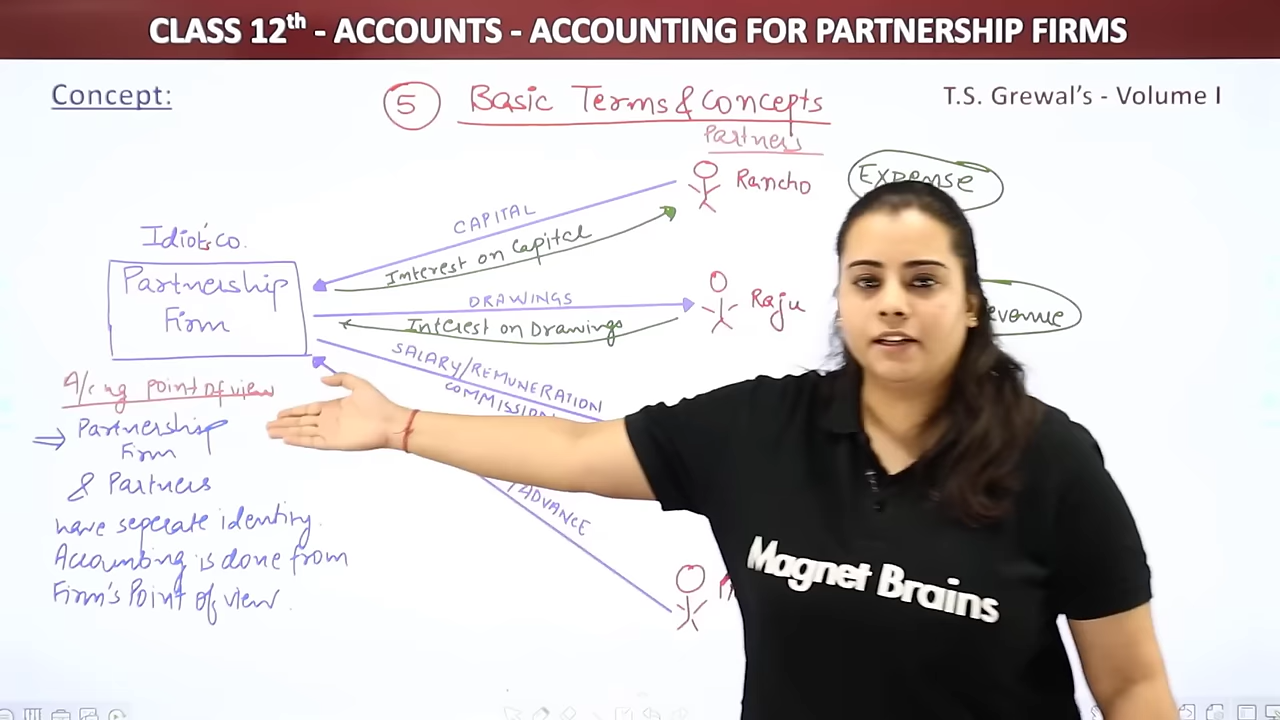 CLASS 12th - ACCOUNTS - ACCOUNTING FOR PARTNERSHIP FIRMS
Concept:
5 Basic Terms & Concepts
T.S. Grewal's - Volume I
Partners
Rancho
Expense
CAPITAL
Interest on Capital
Idiot's co.
Partnership
Firm
DRAWINGS
Interest on Drawings
Raju
evenue
SALARY/REMUNERATION
COMMISSION
A/cing point of view
⇒ Partnership
Firm
& Partners
have seperate identity.
Accounting is done from
Firm's Point of view.
/ADVANCE
Magnet Brains